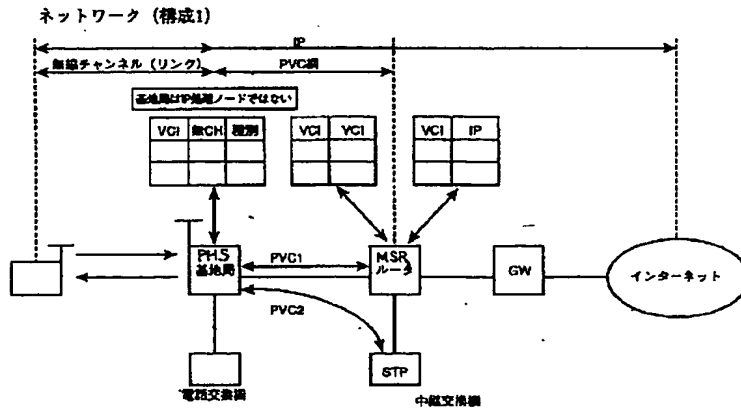 ネットワーク (構成1)
IP
無線チャンネル (リンク)
PVC網
基地局はIP処理ノードではない
VCI 無CH 種別
VCI VCI
VCI IP
PHS
基地局
PVC1
MSR
ルータ
GW
インターネット
PVC2
STP
電話交換網
中継交換網